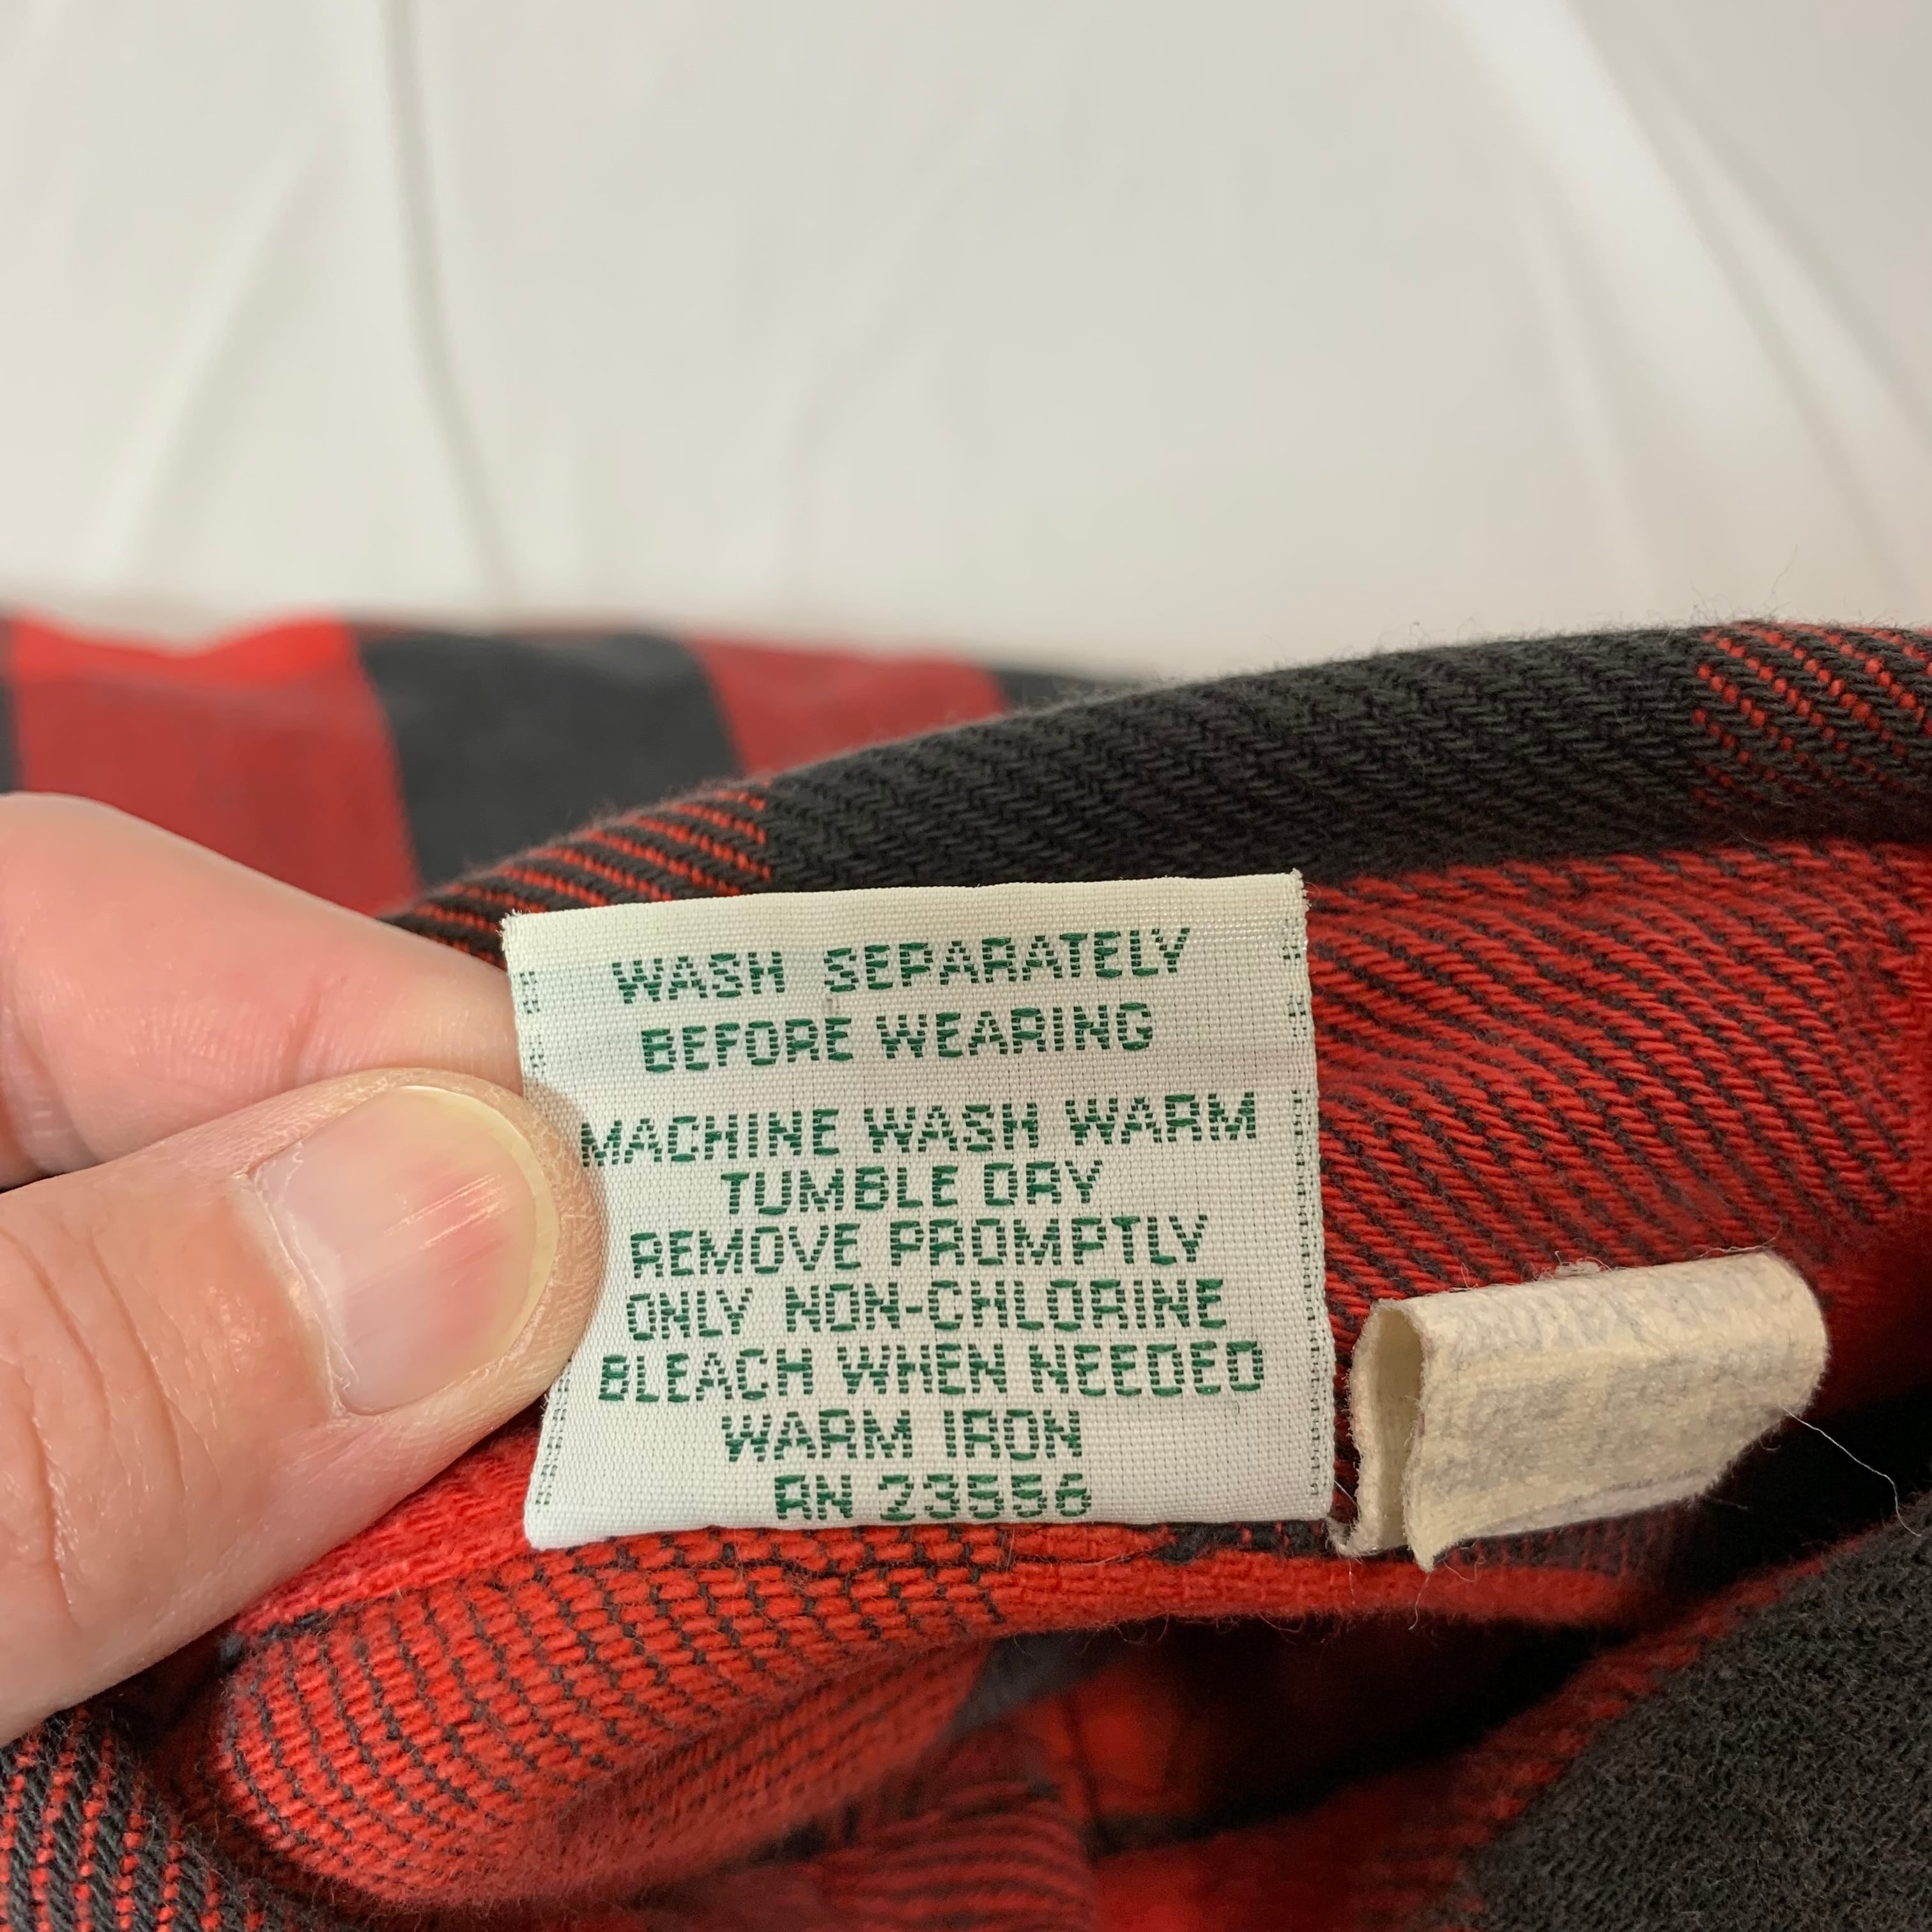 WASH SEPARATELY
BEFORE WEARING
MACHINE WASH WARM
TUMBLE DRY
REMOVE PROMPTLY
ONLY NON-CHLORINE
BLEACH WHEN NEEDED
WARM IRON
RN 23556